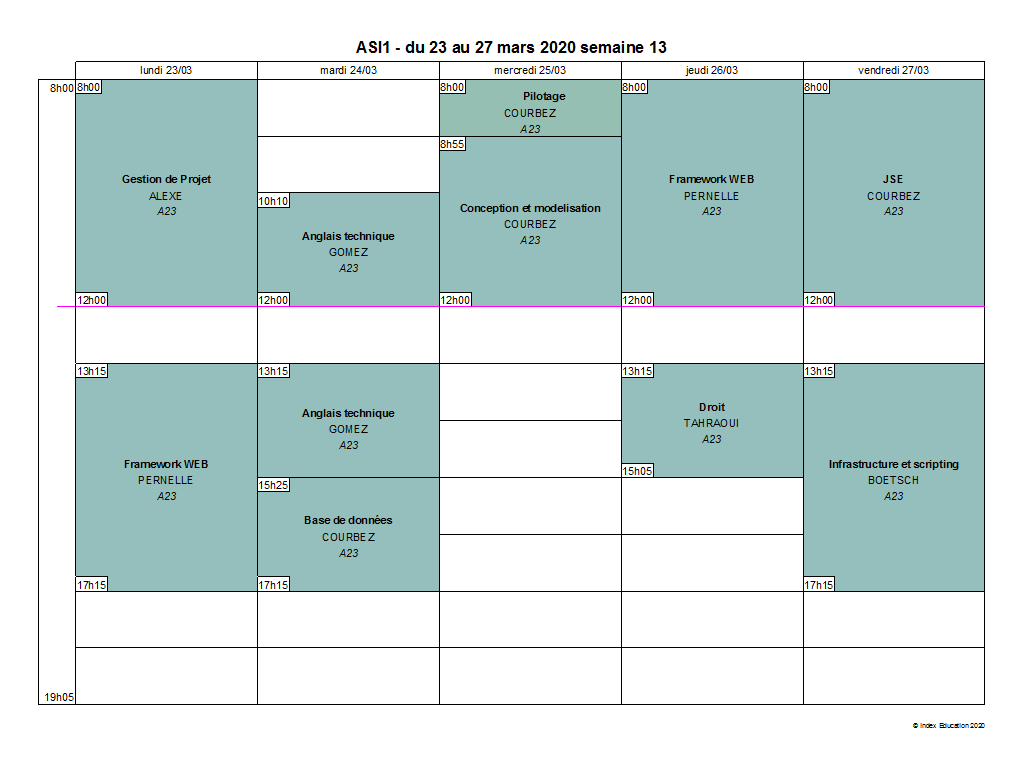 ASI1 - du 23 au 27 mars 2020 semaine 13
lundi 23/03
mardi 24/03
mercredi 25/03
jeudi 26/03
vendredi 27/03
8h00
19h05
8h00
Gestion de Projet
ALEXE
A23
12h00
13h15
Framework WEB
PERNELLE
A23
17h15
10h10
Anglais technique
GOMEZ
A23
12h00
13h15
Anglais technique
GOMEZ
A23
15h25
Base de données
COURBEZ
A23
17h15
8h00
Pilotage
COURBEZ
A23
8h55
Conception et modelisation
COURBEZ
A23
12h00
8h00
Framework WEB
PERNELLE
A23
12h00
13h15
Droit
TAHRAOUI
A23
15h05
8h00
JSE
COURBEZ
A23
12h00
13h15
Infrastructure et scripting
BOETSCH
A23
17h15
© Index Education 2020